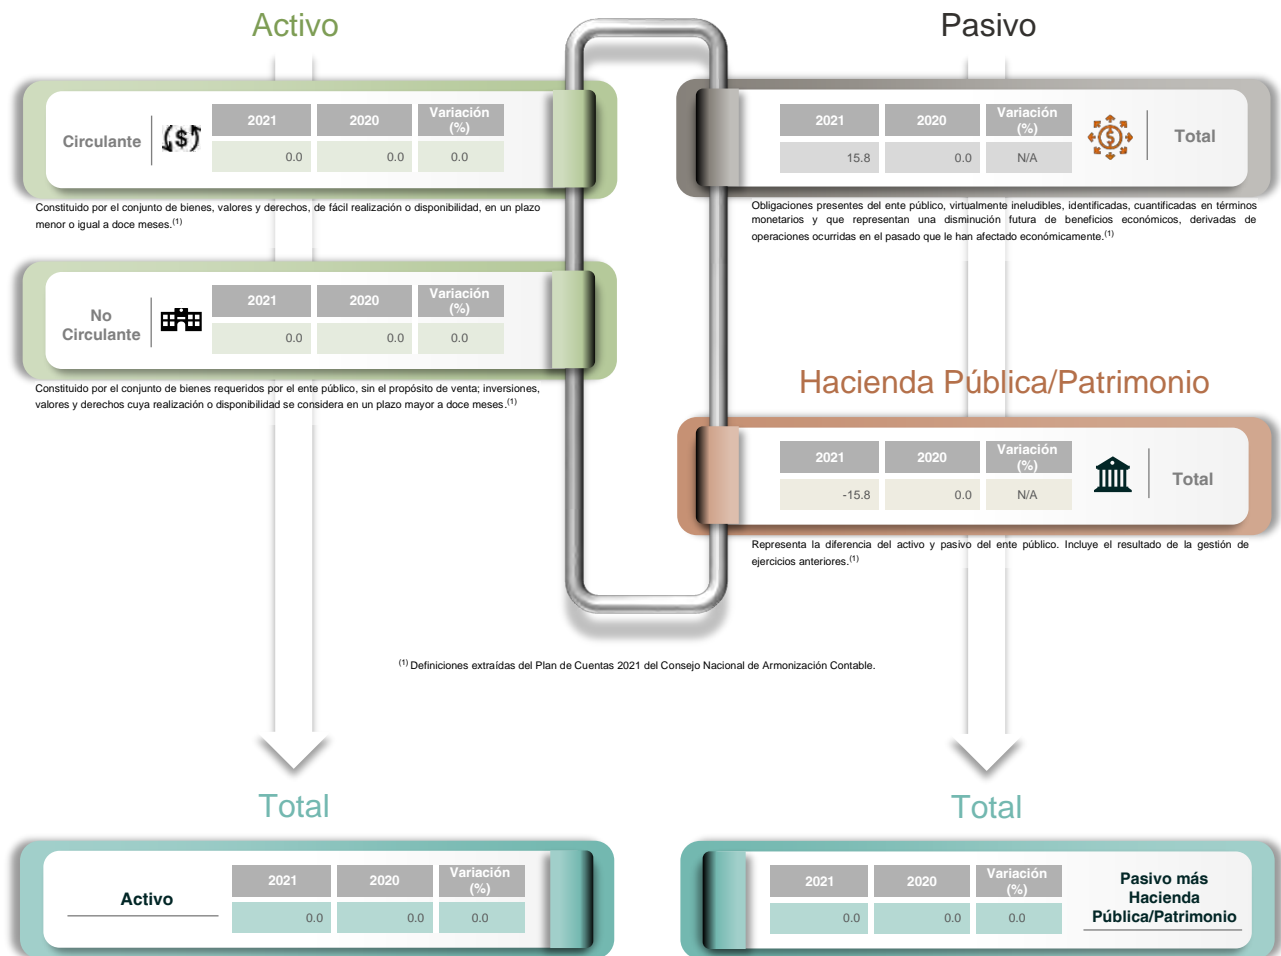 Activo
Circulante
2021 2020 Variación
(%)
0.0 0.0 0.0
Constituido por el conjunto de bienes, valores y derechos, de fácil realización o disponibilidad, en un plazo
menor o igual a doce meses.(1)
No
Circulante
2021 2020 Variación
(%)
0.0 0.0 0.0
Constituido por el conjunto de bienes requeridos por el ente público, sin el propósito de venta; inversiones,
valores y derechos cuya realización o disponibilidad se considera en un plazo mayor a doce meses.(1)
Pasivo
2021 2020 Variación
(%)
15.8 0.0 N/A
Total
Obligaciones presentes del ente público, virtualmente ineludibles, identificadas, cuantificadas en términos
monetarios y que representan una disminución futura de beneficios económicos, derivadas de
operaciones ocurridas en el pasado que le han afectado económicamente.(1)
Hacienda Pública/Patrimonio
2021 2020 Variación
(%)
-15.8 0.0 N/A
Total
Representa la diferencia del activo y pasivo del ente público. Incluye el resultado de la gestión de
ejercicios anteriores.(1)
(1) Definiciones extraídas del Plan de Cuentas 2021 del Consejo Nacional de Armonización Contable.
Total
Activo
2021 2020 Variación
(%)
0.0 0.0 0.0
Total
2021 2020 Variación
(%)
0.0 0.0 0.0
Pasivo más
Hacienda
Pública/Patrimonio